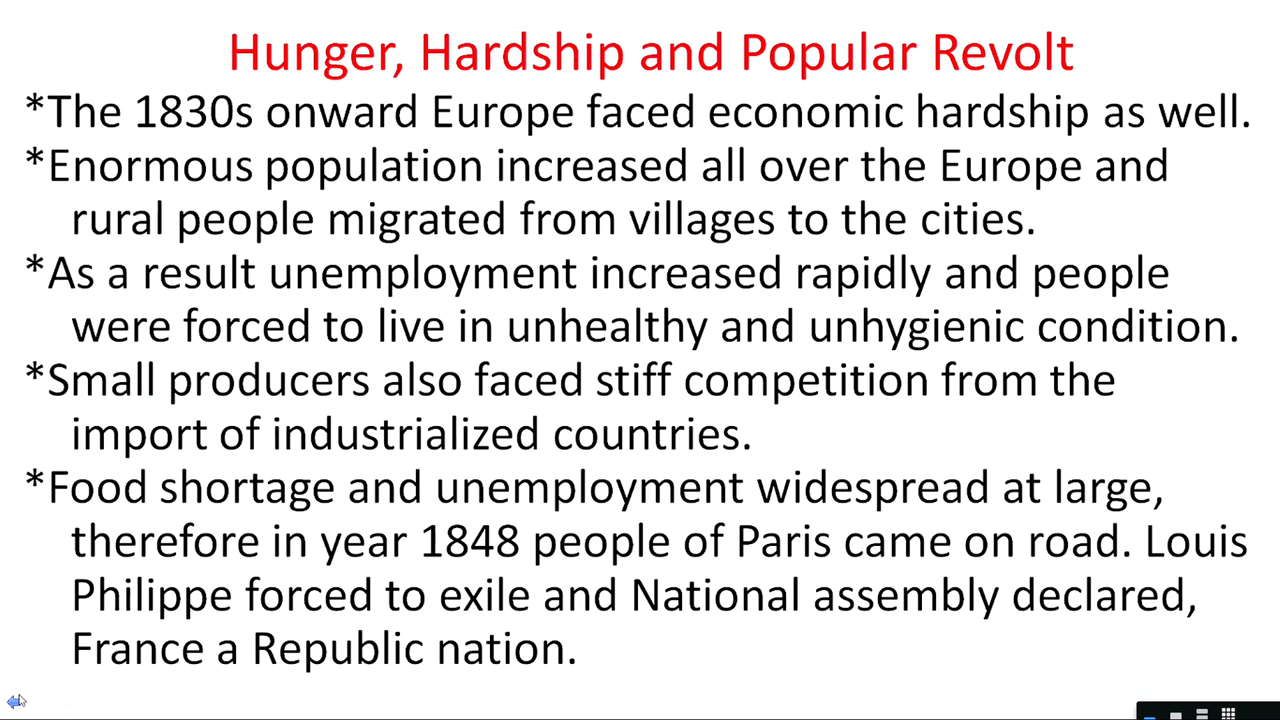 Hunger, Hardship and Popular Revolt
*The 1830s onward Europe faced economic hardship as well.
*Enormous population increased all over the Europe and
rural people migrated from villages to the cities.
*As a result unemployment increased rapidly and people
were forced to live in unhealthy and unhygienic condition.
*Small producers also faced stiff competition from the
import of industrialized countries.
*Food shortage and unemployment widespread at large,
therefore in year 1848 people of Paris came on road. Louis
Philippe forced to exile and National assembly declared,
France a Republic nation.